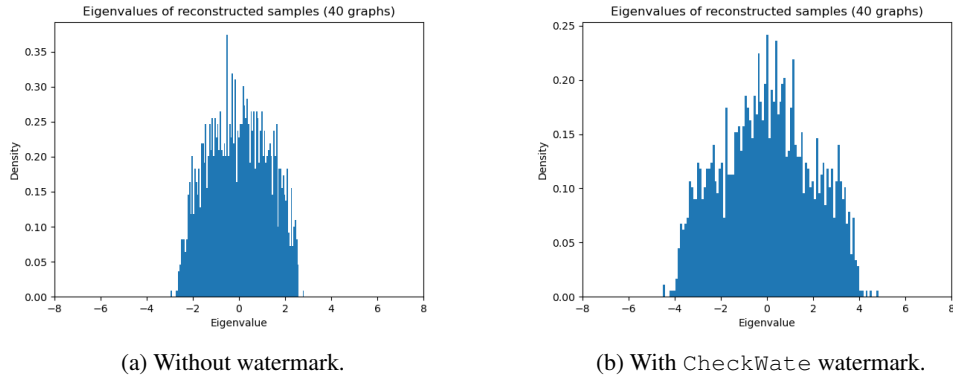 Eigenvalues of reconstructed samples (40 graphs)
Density
0.35
0.30
0.25
0.20
0.15
0.10
0.05
0.00
−8 −6 −4 −2 0 2 4 6 8
Eigenvalue
(a) Without watermark.
Eigenvalues of reconstructed samples (40 graphs)
Density
0.25
0.20
0.15
0.10
0.05
0.00
−8 −6 −4 −2 0 2 4 6 8
Eigenvalue
(b) With CheckWate watermark.